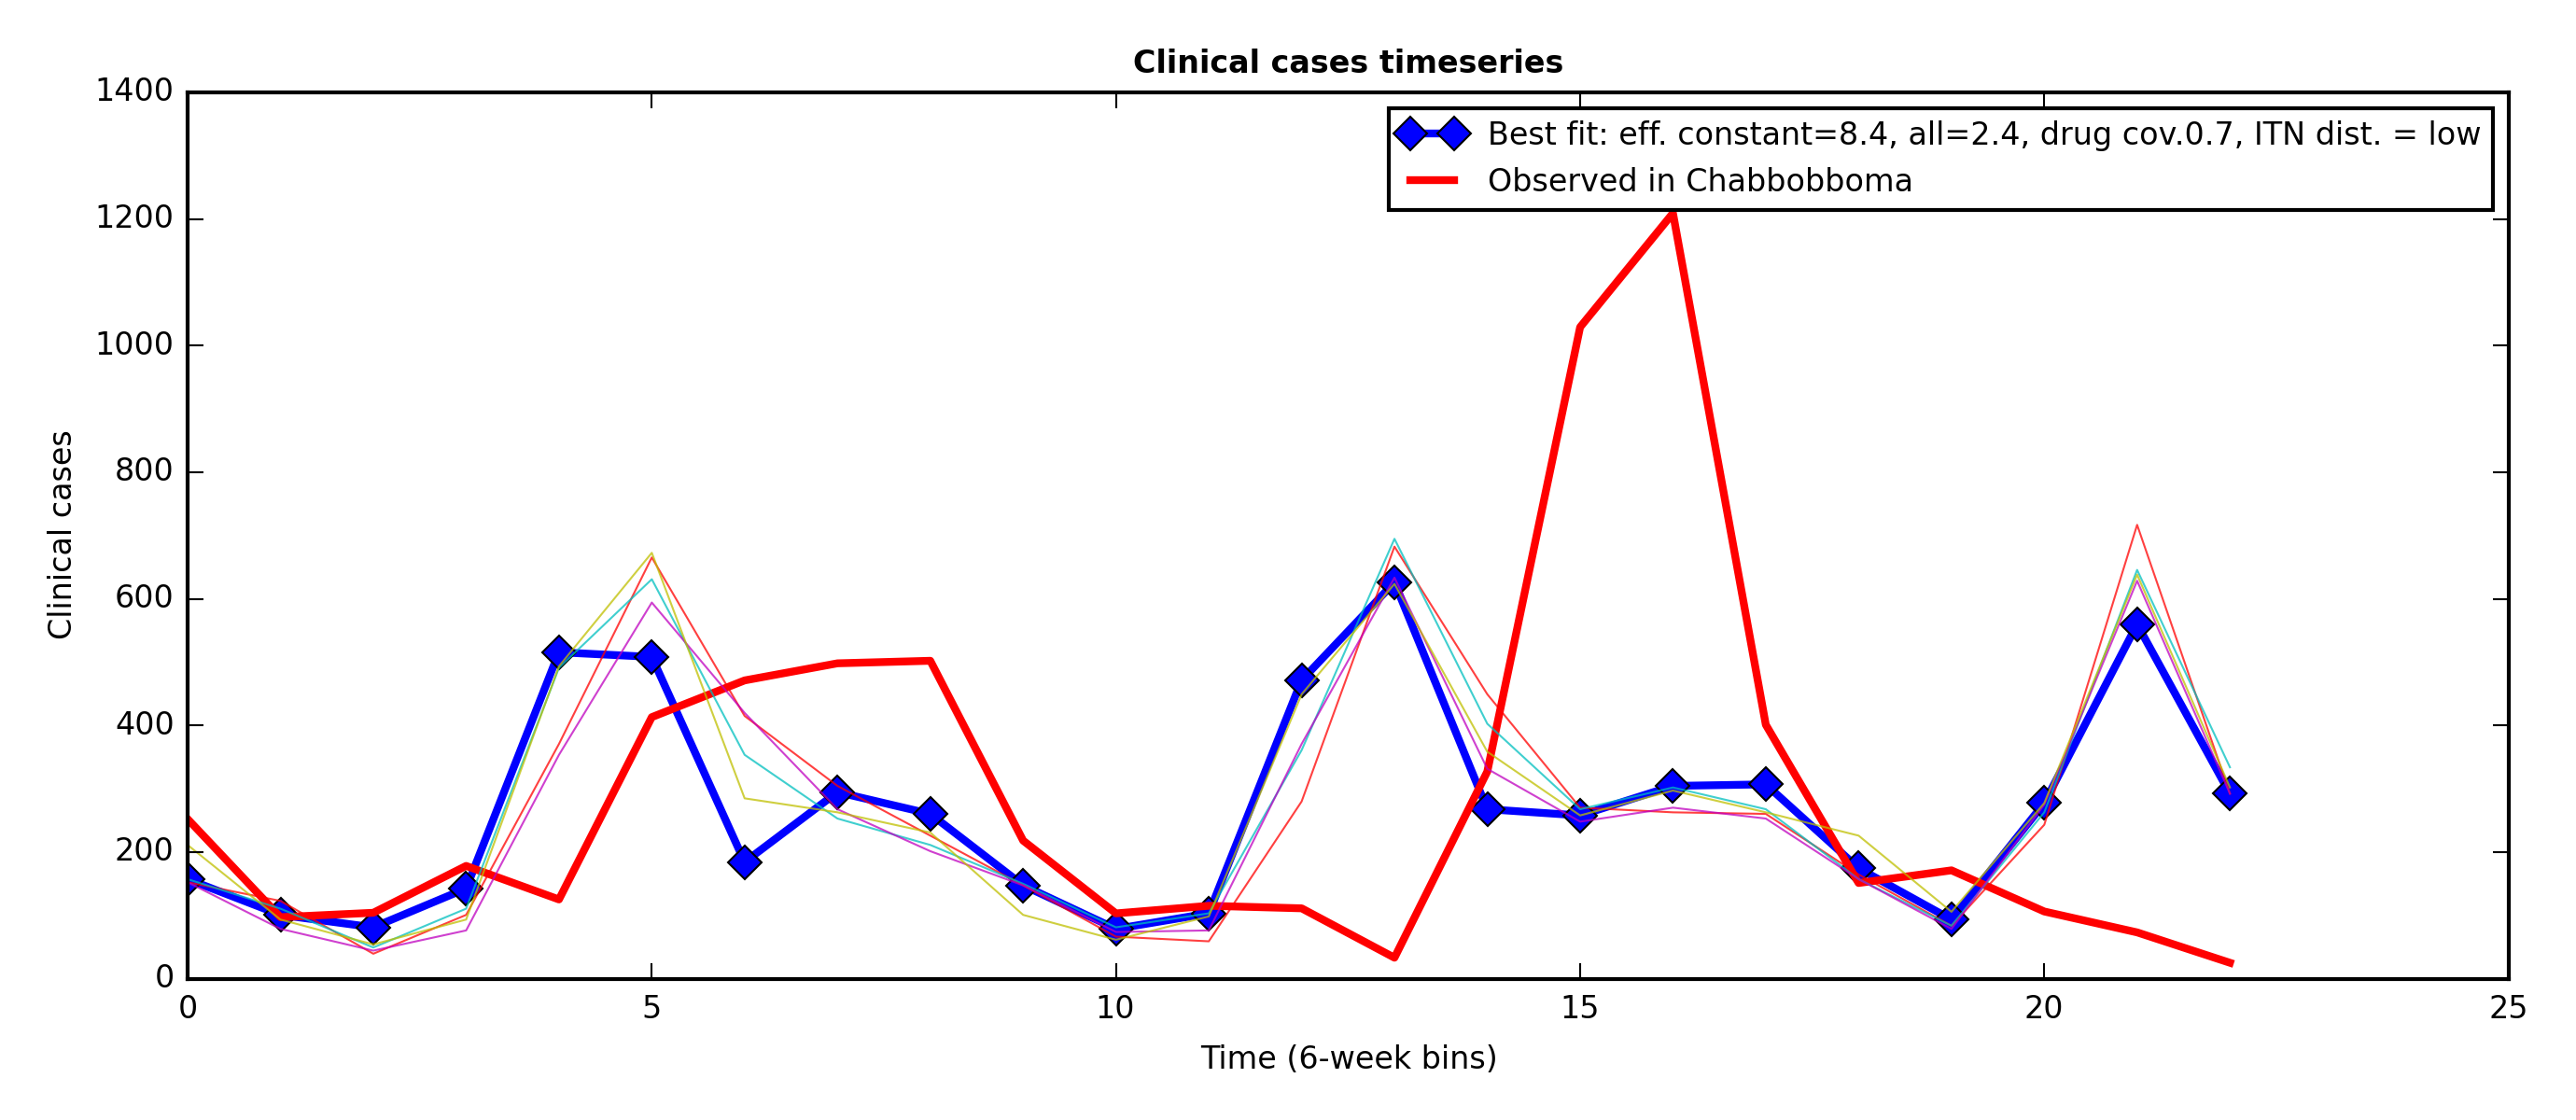 Clinical cases timeseries
1400
1200
1000
800
600
400
200
0
Clinical cases
Best fit: eff. constant=8.4, all=2.4, drug cov.0.7, ITN dist. = low
Observed in Chabbobboma
0 5 10 15 20 25
Time (6-week bins)